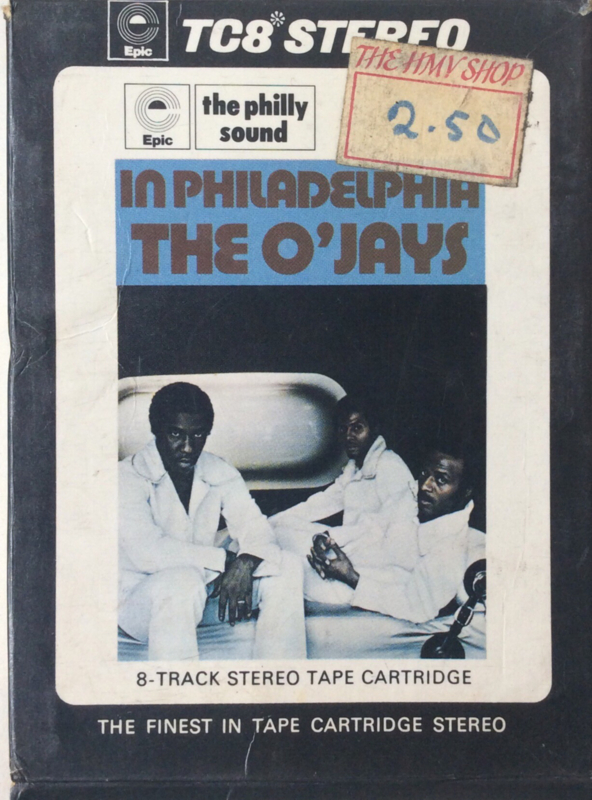 Epic
TC8* STEREO
THE HMV SHOP
2.50
Epic
the philly
sound
IN PHILADELPHIA
THE O'JAYS
8-TRACK STEREO TAPE CARTRIDGE
THE FINEST IN TAPE CARTRIDGE STEREO